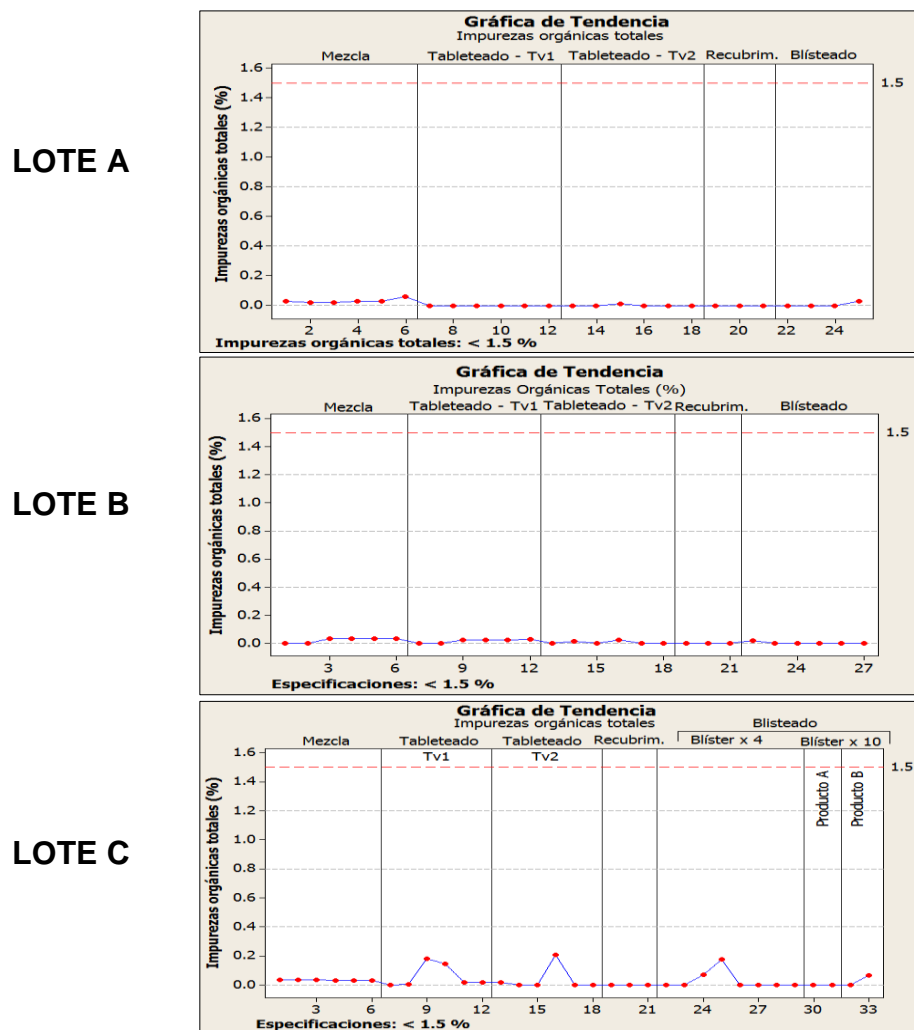 LOTE A
Gráfica de Tendencia
Impurezas orgánicas totales
Mezcla Tableteado - Tv1 Tableteado - Tv2 Recubrim. Blísteado
Impurezas orgánicas totales (%)
1.6
1.4
1.2
1.0
0.8
0.6
0.4
0.2
0.0
1.5
2 4 6 8 10 12 14 16 18 20 22 24
Impurezas orgánicas totales: < 1.5 %
LOTE B
Gráfica de Tendencia
Impurezas Orgánicas Totales (%)
Mezcla Tableteado - Tv1 Tableteado - Tv2 Recubrim. Blísteado
Impurezas orgánicas totales (%)
1.6
1.4
1.2
1.0
0.8
0.6
0.4
0.2
0.0
1.5
3 6 9 12 15 18 21 24 27
Especificaciones: < 1.5 %
LOTE C
Gráfica de Tendencia
Impurezas orgánicas totales Blisteado
Mezcla Tableteado Tableteado Recubrim. Blíster x 4 Blíster x 10
Tv1 Tv2
Producto A
Producto B
Impurezas orgánicas totales (%)
1.6
1.4
1.2
1.0
0.8
0.6
0.4
0.2
0.0
1.5
3 6 9 12 15 18 21 24 27 30 33
Especificaciones: < 1.5 %